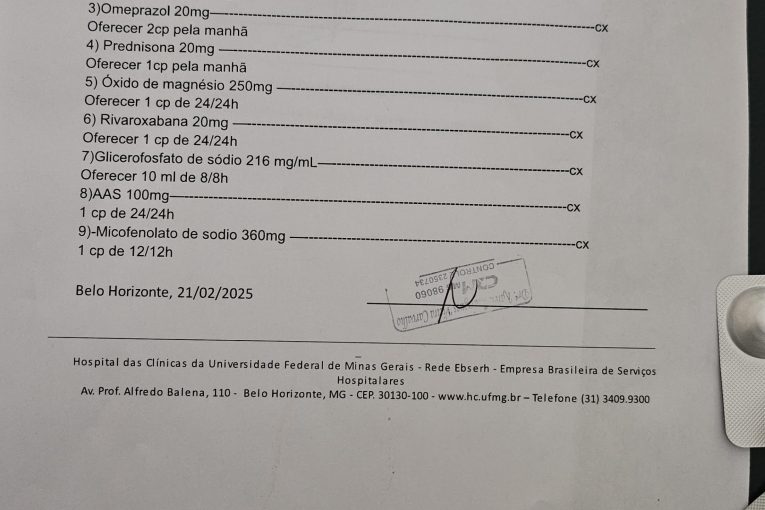 3)Omeprazol 20mg------------------------------------------------------------cx
Oferecer 2cp pela manhã
4) Prednisona 20mg ------------------------------------------------------------cx
Oferecer 1cp pela manhã
5) Óxido de magnésio 250mg --------------------------------------------------cx
Oferecer 1 cp de 24/24h
6) Rivaroxabana 20mg --------------------------------------------------------cx
Oferecer 1 cp de 24/24h
7)Glicerofosfato de sódio 216 mg/mL------------------------------------------cx
Oferecer 10 ml de 8/8h
8)AAS 100mg----------------------------------------------------------------cx
1 cp de 24/24h
9)-Micofenolato de sodio 360mg ----------------------------------------------cx
1 cp de 12/12h
Belo Horizonte, 21/02/2025
Carvalho
CRM 98060
CONTROL 2350734
Hospital das Clínicas da Universidade Federal de Minas Gerais - Rede Ebserh - Empresa Brasileira de Serviços
Hospitalares
Av. Prof. Alfredo Balena, 110 - Belo Horizonte, MG - CEP. 30130-100 - www.hc.ufmg.br – Telefone (31) 3409.9300